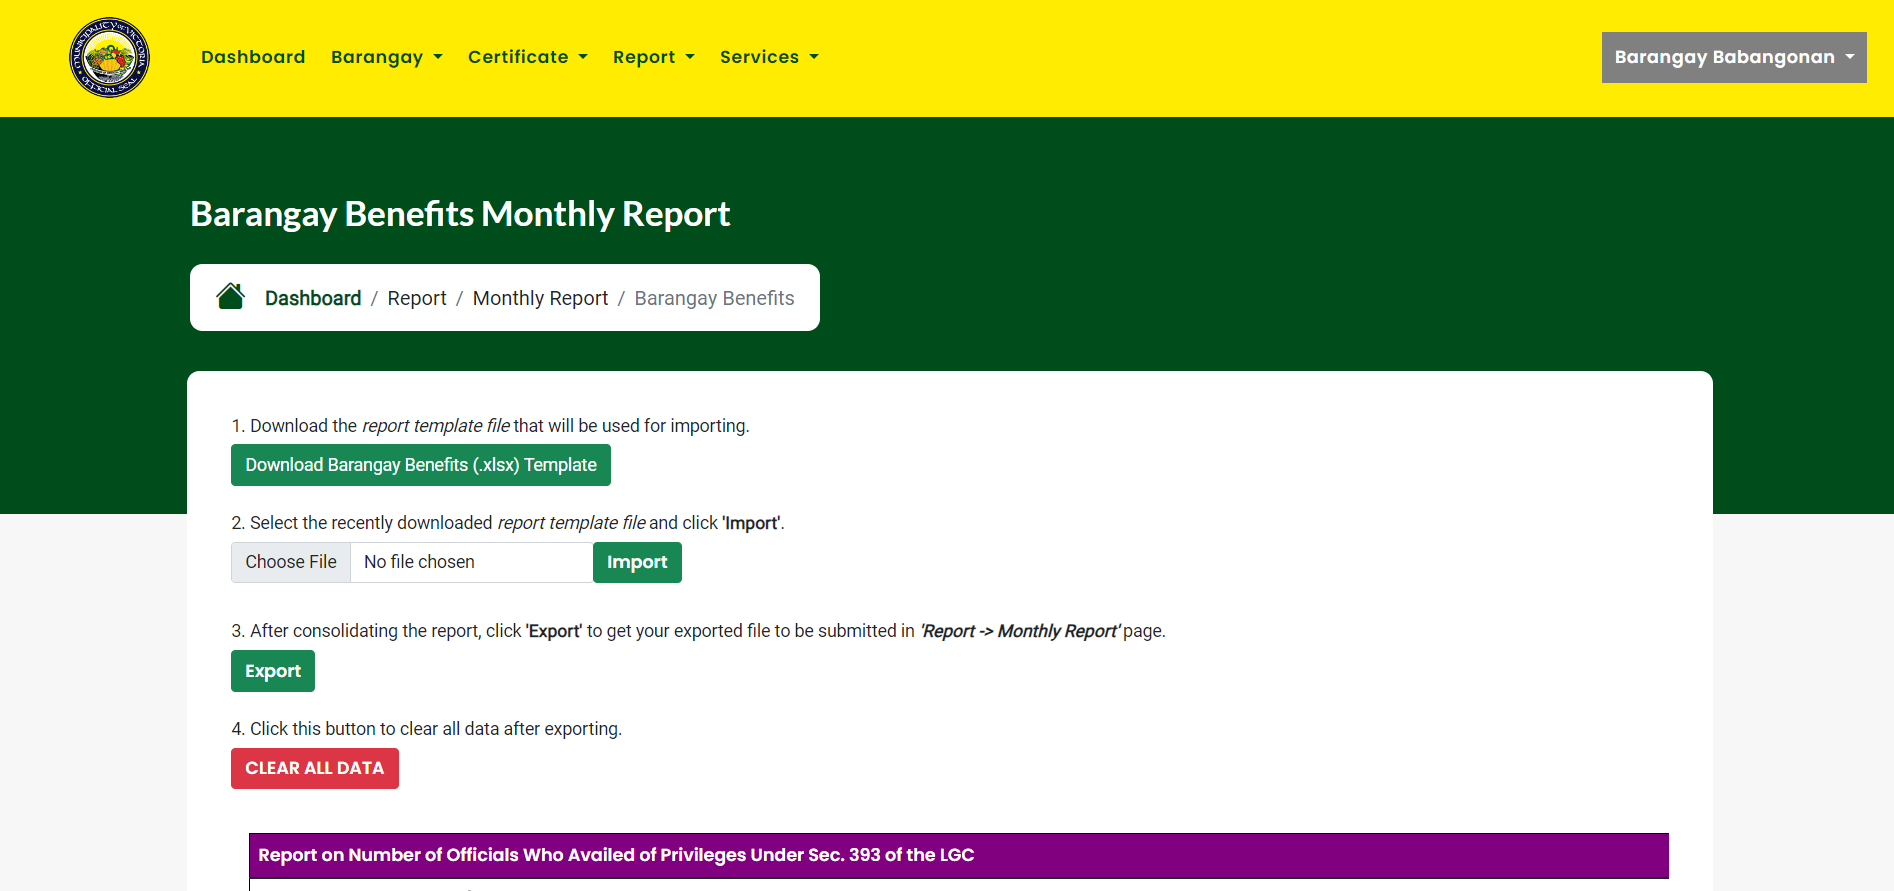 MUNICIPALITY OF VICTORIA
OFFICIAL SEAL
Dashboard Barangay Certificate Report Services Barangay Babangonan
Barangay Benefits Monthly Report
Dashboard / Report / Monthly Report / Barangay Benefits
1. Download the report template file that will be used for importing.
Download Barangay Benefits (.xlsx) Template
2. Select the recently downloaded report template file and click 'Import'.
Choose File No file chosen Import
3. After consolidating the report, click 'Export' to get your exported file to be submitted in 'Report -> Monthly Report' page.
Export
4. Click this button to clear all data after exporting.
CLEAR ALL DATA
Report on Number of Officials Who Availed of Privileges Under Sec. 393 of the LGC